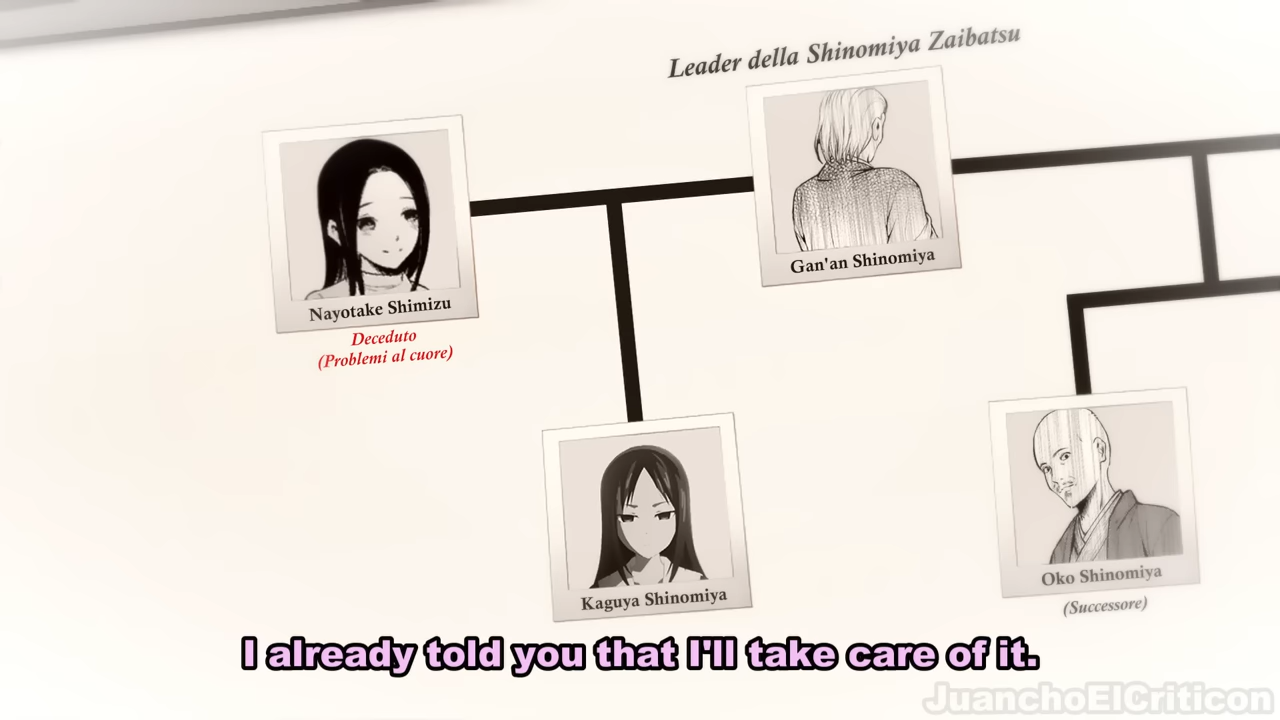 Leader della Shinomiya Zaibatsu
Nayotake Shimizu
Deceduto
(Problemi al cuore)
Gan'an Shinomiya
Kaguya Shinomiya
Oko Shinomiya
(Successore)
I already told you that I'll take care of it.
JuanchoElCriticon